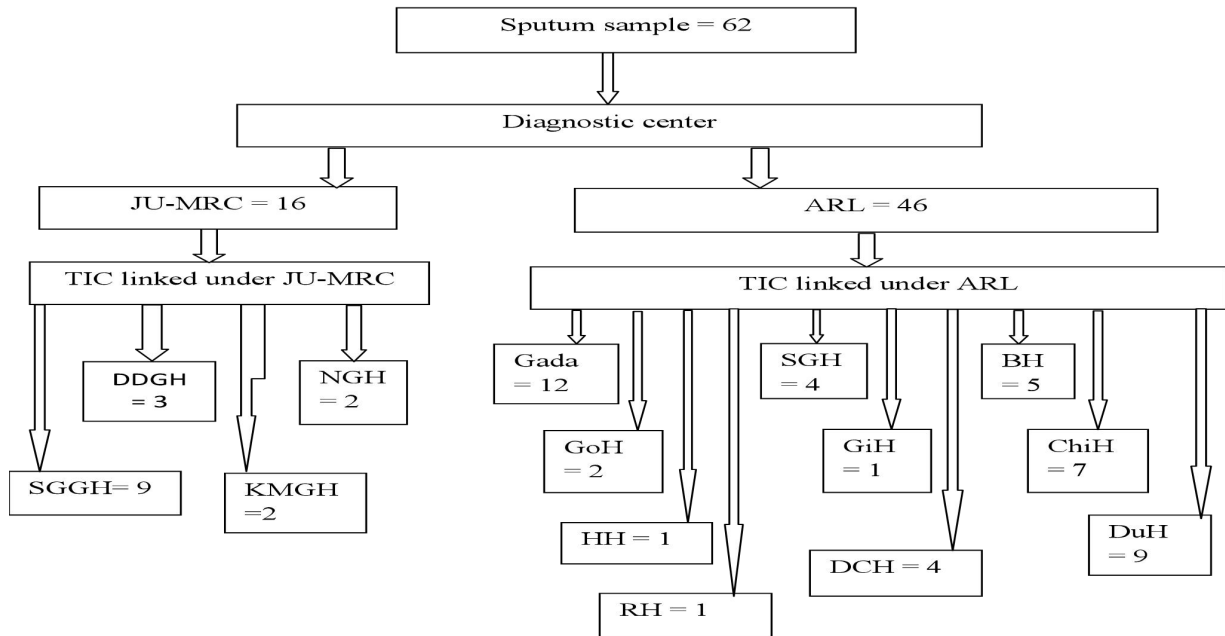 Sputum sample = 62
Diagnostic center
JU-MRC = 16
ARL = 46
TIC linked under JU-MRC
TIC linked under ARL
DDGH
= 3
NGH
= 2
SGGH= 9
KMGH
=2
Gada
= 12
SGH
= 4
BH
= 5
GoH
= 2
GiH
= 1
ChiH
= 7
HH = 1
DCH = 4
DuH
= 9
RH = 1